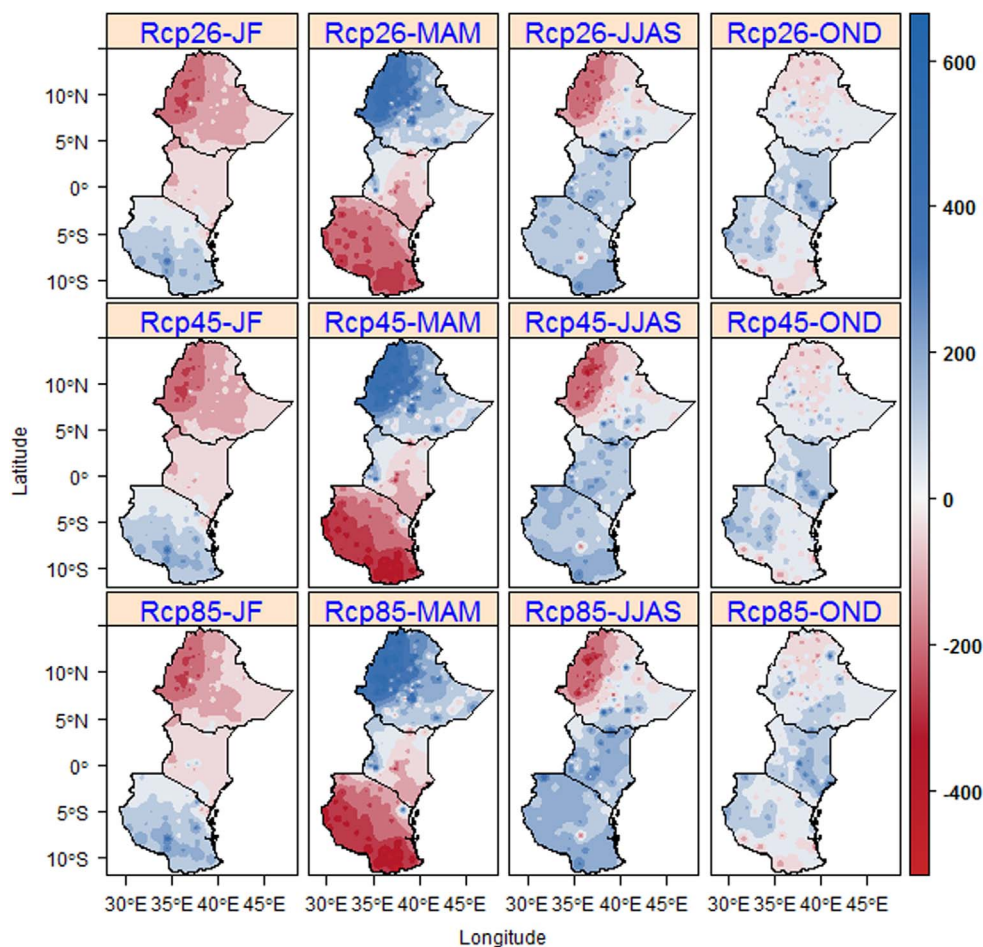 Rcp26-JF Rcp26-MAM Rcp26-JJAS Rcp26-OND
10°N
5°N
0°
5°S
10°S
Rcp45-JF Rcp45-MAM Rcp45-JJAS Rcp45-OND
10°N
5°N
0°
5°S
10°S
Rcp85-JF Rcp85-MAM Rcp85-JJAS Rcp85-OND
10°N
5°N
0°
5°S
10°S
30°E 35°E 40°E 45°E 30°E 35°E 40°E 45°E 30°E 35°E 40°E 45°E 30°E 35°E 40°E 45°E
Longitude
Latitude
600
400
200
0
-200
-400